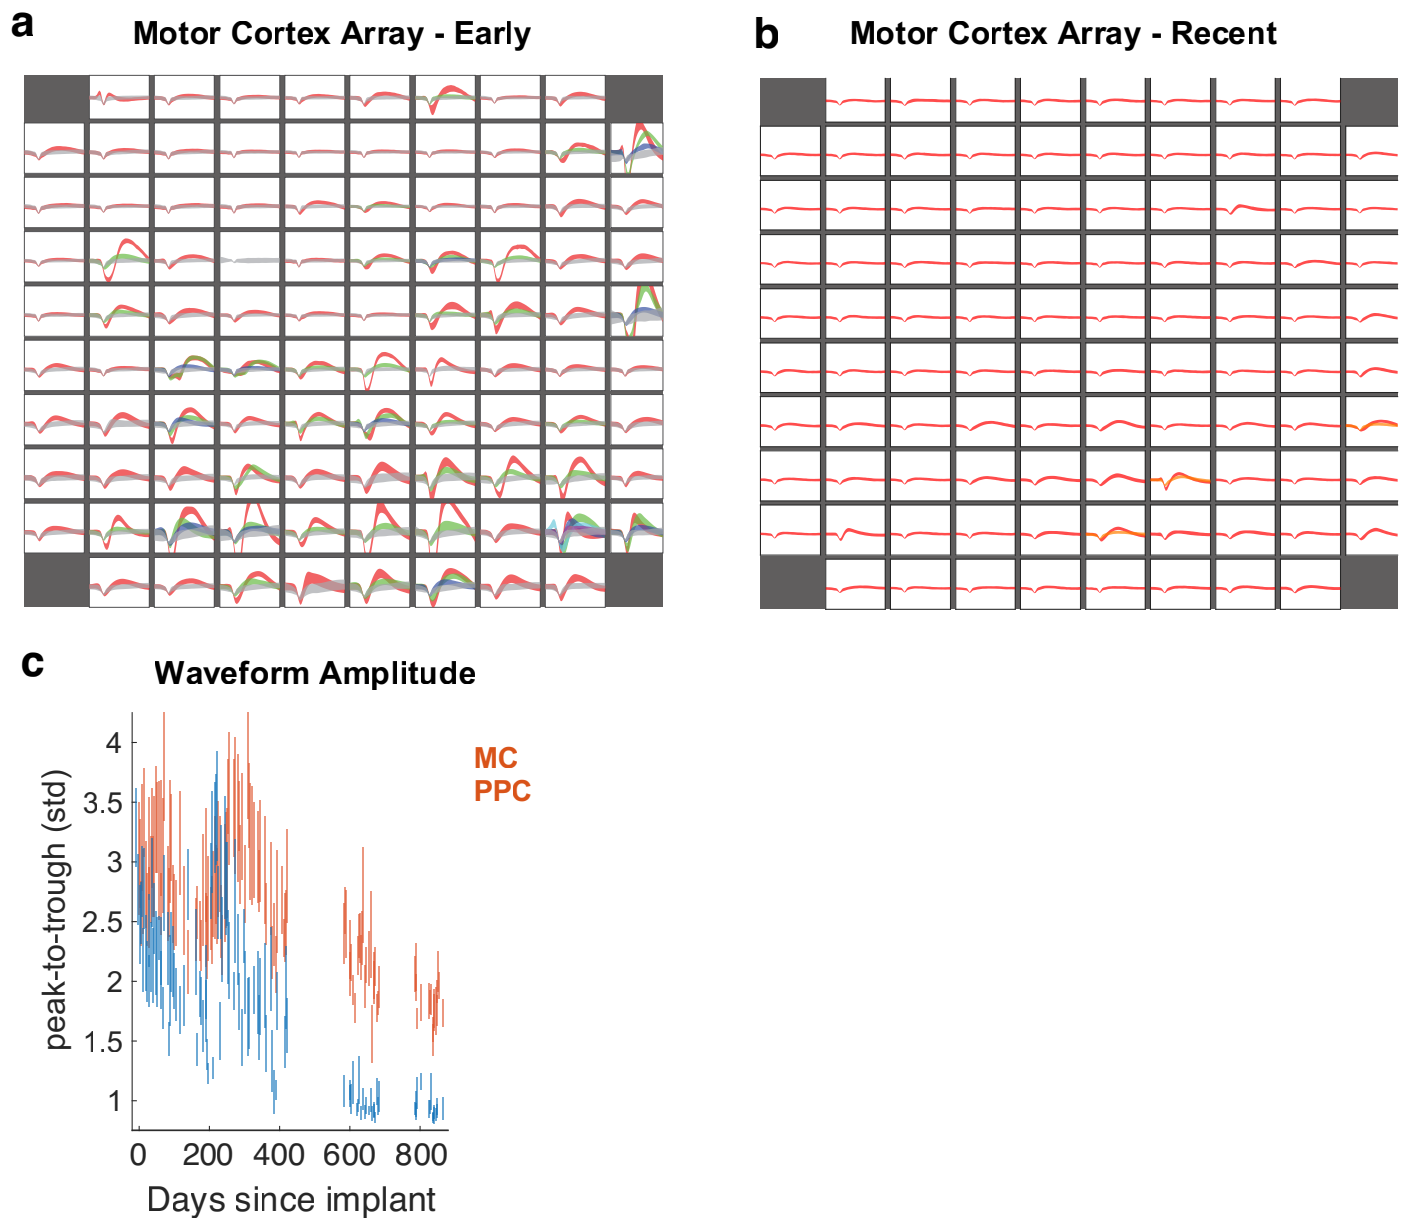 a
Motor Cortex Array - Early
b
Motor Cortex Array - Recent
c
Waveform Amplitude
MC
PPC
peak-to-trough (std)
4
3.5
3
2.5
2
1.5
1
0 200 400 600 800
Days since implant